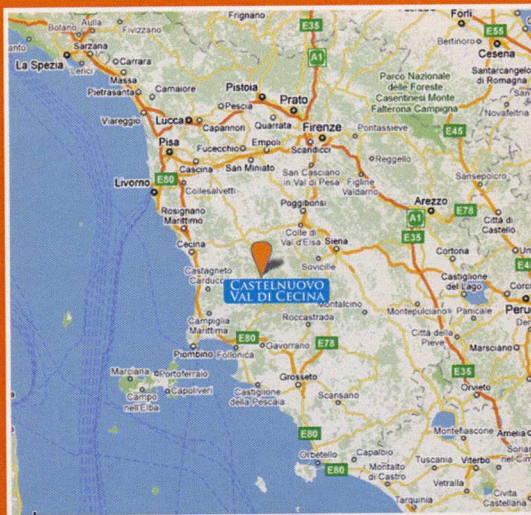 Frignano
Forlì
E35
E55
Bolano
Aulla
Fivizzano
Bertinoro
Cesena
Sarzana
A1
La Spezia
Lerici
Carrara
Santarcangelo
di Romagna
Massa
Parco Nazionale
delle Foreste
Casentinesi Monte
Falterona Campigna
Pietrasanta
Camaiore
Pistoia
Prato
Novafeltria
Pescia
Viareggio
Lucca
Capannori
Quarrata
Firenze
Pontassieve
E45
Pisa
Fucecchio
Empoli
Scandicci
Reggello
Cascina
San Miniato
San Casciano
in Val di Pesa
Sansepolcro
E80
Figline
Valdarno
Livorno
Collesalvetti
Poggibonsi
Arezzo
E78
Rosignano
Marittimo
A1
Città di
Castello
Colle di
Val d'Elsa
Siena
E35
Cecina
Cortona
Sovicille
Castagneto
Carducci
Castiglione
del Lago
CASTELNUOVO
VAL DI CECINA
Montalcino
Montepulciano
Panicale
Campiglia
Marittima
Roccastrada
Città della
Pieve
Marsciano
E80
E78
Piombino
Follonica
Gavorrano
E35
Marciana
Portoferraio
Grosseto
Campo
nell'Elba
Capoliveri
Castiglione
della Pescaia
Scansano
Orvieto
E80
Montefiascone
Amelia
Orbetello
Capalbio
E80
Montalto
di Castro
Tuscania
Viterbo
Vetralla
Civita
Castellana
Tarquinia